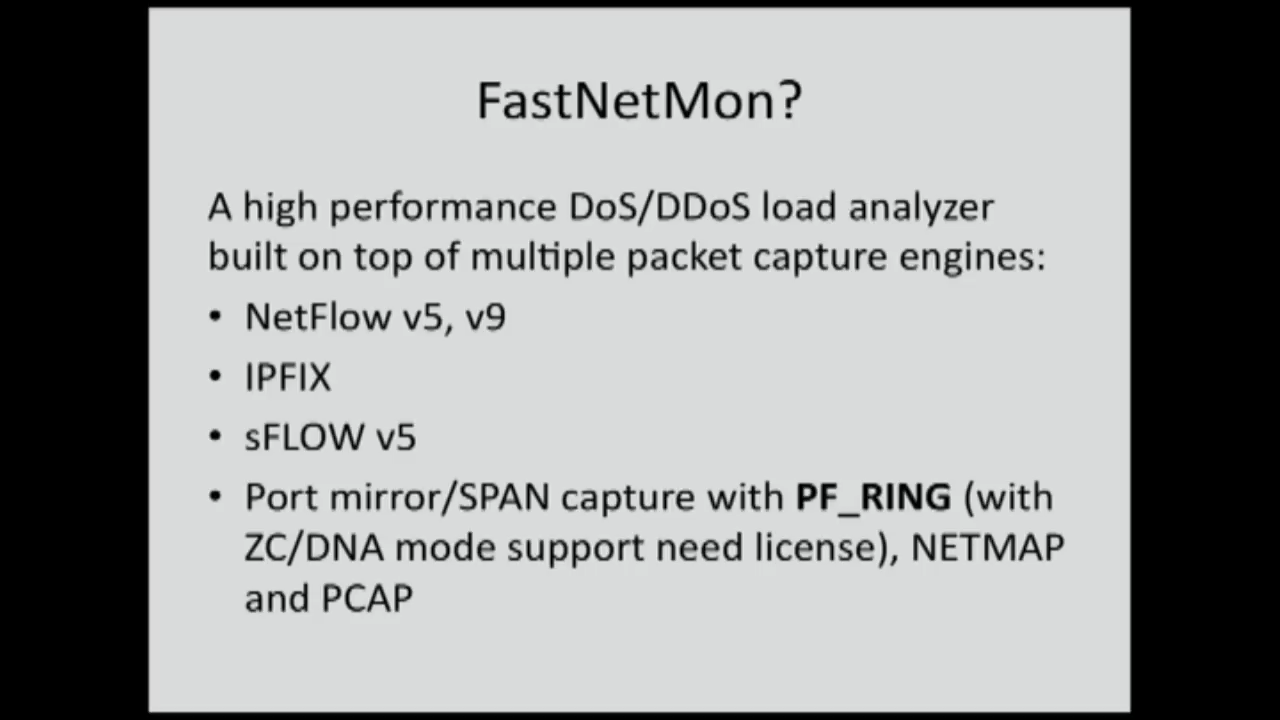 FastNetMon?
A high performance DoS/DDoS load analyzer
built on top of multiple packet capture engines:
• NetFlow v5, v9
• IPFIX
• sFLOW v5
• Port mirror/SPAN capture with PF_RING (with
ZC/DNA mode support need license), NETMAP
and PCAP